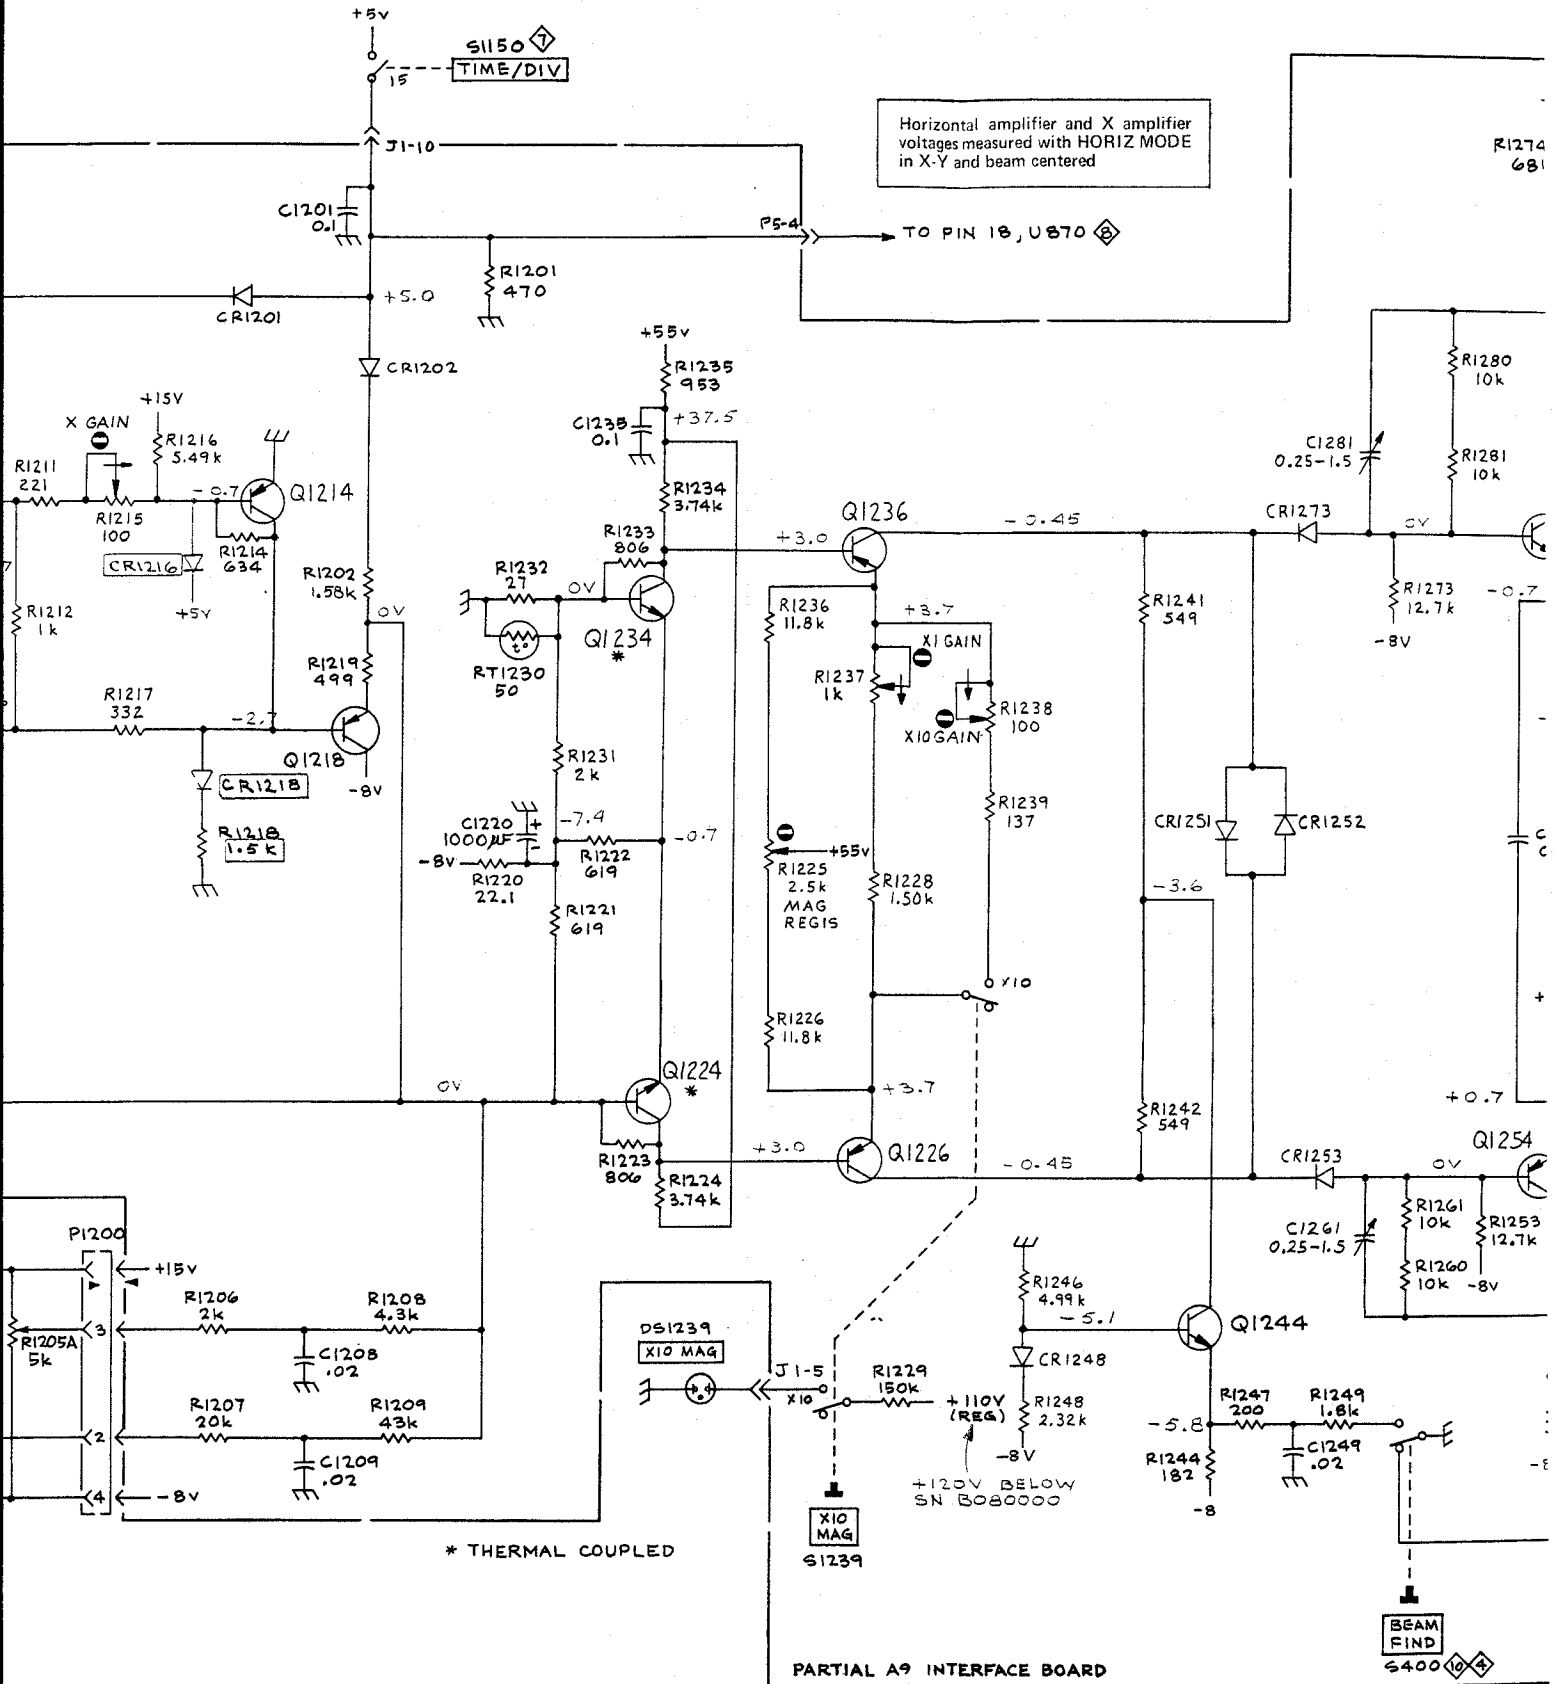 +5V
S1150 7
TIME/DIV
15
J1-10
Horizontal amplifier and X amplifier
voltages measured with HORIZ MODE
in X-Y and beam centered
R1274
681
C1201
0.1
P5-4
TO PIN 18, U870 8
R1201
470
+5.0
CR1201
CR1202
+55V
R1235
953
+37.5
C1235
0.1
R1234
3.74k
R1280
10k
C1281
0.25-1.5
R1281
10k
+15V
X GAIN
R1216
5.49k
R1211
221
-0.7
Q1214
R1215
100
R1214
634
CR1216
+5V
R1212
1k
R1202
1.58k
0V
R1219
499
R1217
332
-2.7
Q1218
-8V
CR1218
R1218
1.5k
R1233
806
R1232
27
0V
Q1234
*
RT1230
50
t°
R1231
2k
-7.4
C1220
1000µF
+
-
-8V
R1220
22.1
R1222
619
-0.7
R1221
619
Q1236
+3.0
-0.45
CR1273
0V
R1273
12.7k
-8V
-0.7
R1236
11.8k
+3.7
X1 GAIN
R1237
1k
R1238
100
X10 GAIN
R1239
137
R1241
549
+55V
R1225
2.5k
MAG
REGIS
R1228
1.50k
CR1251
CR1252
-3.6
X10
R1226
11.8k
+3.7
0V
Q1224
*
R1223
806
R1224
3.74k
+3.0
Q1226
-0.45
R1242
549
+0.7
Q1254
CR1253
0V
R1261
10k
R1253
12.7k
C1261
0.25-1.5
R1260
10k
-8V
P1200
+15V
R1206
2k
R1208
4.3k
3
R1205A
5k
C1208
.02
R1207
20k
R1209
43k
2
C1209
.02
4
-8V
DS1239
X10 MAG
J1-5
X10
R1229
150k
+110V
(REG)
+120V BELOW
SN B080000
R1246
4.99k
-5.1
Q1244
CR1248
R1248
2.32k
-8V
-5.8
R1247
200
R1249
1.8k
R1244
182
C1249
.02
-8
X10
MAG
S1239
* THERMAL COUPLED
BEAM
FIND
S400 10 4
PARTIAL A9 INTERFACE BOARD